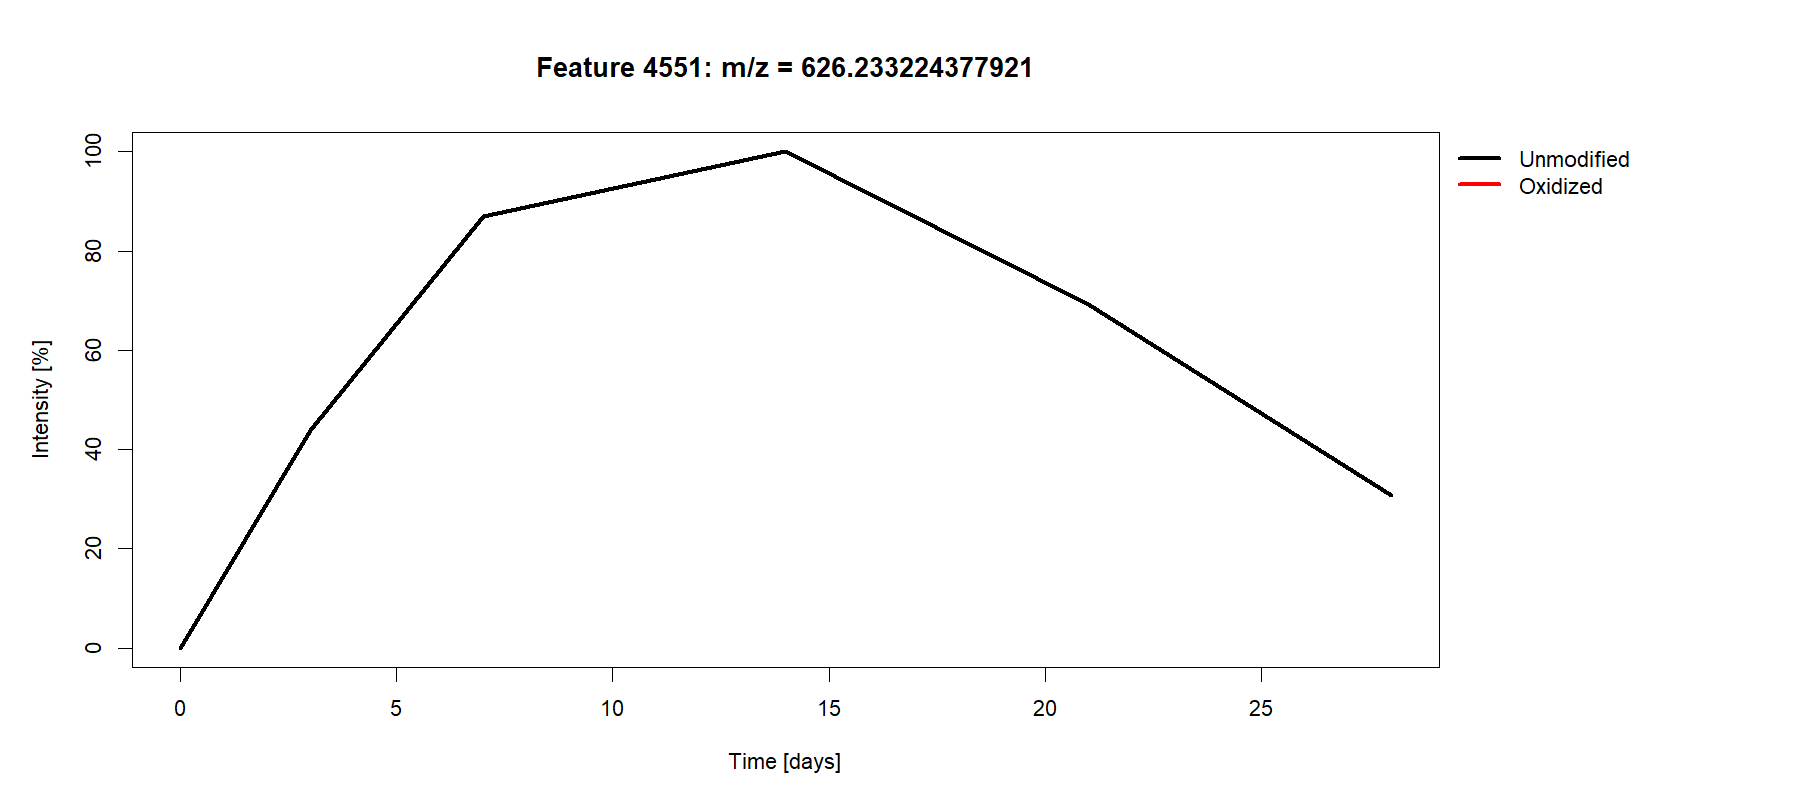 Feature 4551: m/z = 626.233224377921
Unmodified
Oxidized
Intensity [%]
100
80
60
40
20
0
0 5 10 15 20 25
Time [days]